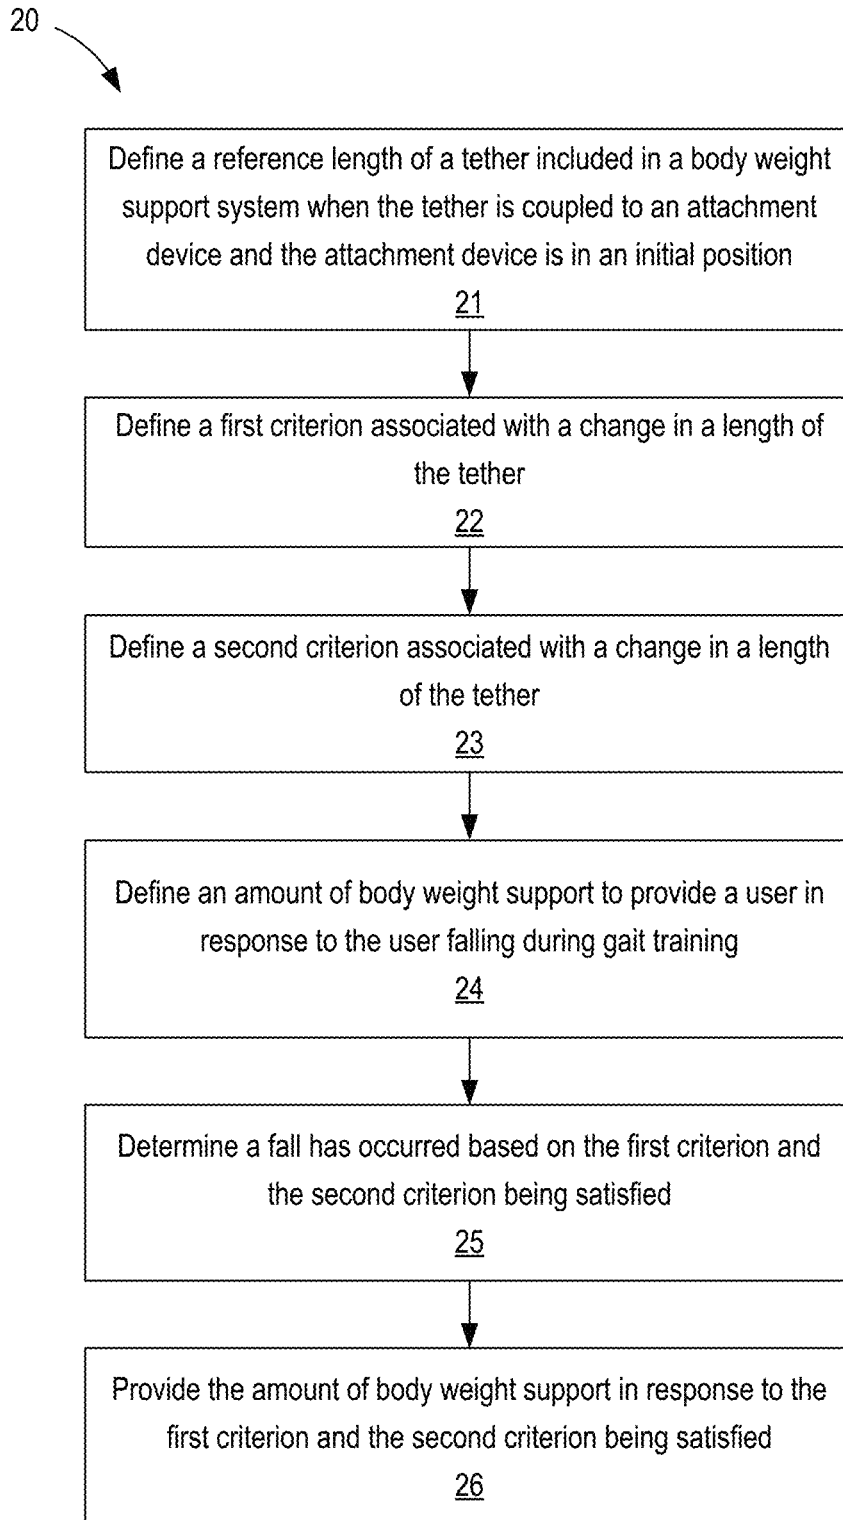 20
Define a reference length of a tether included in a body weight
support system when the tether is coupled to an attachment
device and the attachment device is in an initial position
21
Define a first criterion associated with a change in a length of
the tether
22
Define a second criterion associated with a change in a length
of the tether
23
Define an amount of body weight support to provide a user in
response to the user falling during gait training
24
Determine a fall has occurred based on the first criterion and
the second criterion being satisfied
25
Provide the amount of body weight support in response to the
first criterion and the second criterion being satisfied
26